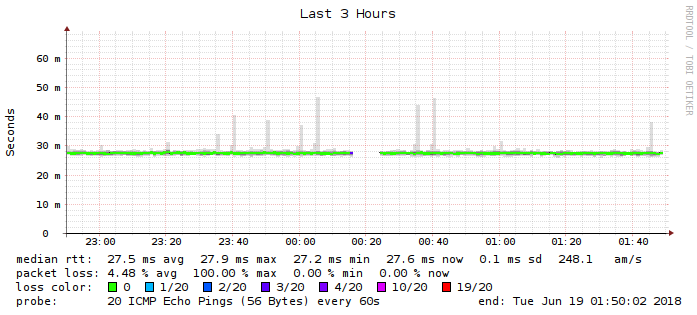 Last 3 Hours
RRDTOOL / TOBI OETIKER
Seconds
60 m
50 m
40 m
30 m
20 m
10 m
0
23:00 23:20 23:40 00:00 00:20 00:40 01:00 01:20 01:40
median rtt: 27.5 ms avg 27.9 ms max 27.2 ms min 27.6 ms now 0.1 ms sd 248.1 am/s
packet loss: 4.48 % avg 100.00 % max 0.00 % min 0.00 % now
loss color: 0 1/20 2/20 3/20 4/20 10/20 19/20
probe: 20 ICMP Echo Pings (56 Bytes) every 60s end: Tue Jun 19 01:50:02 2018